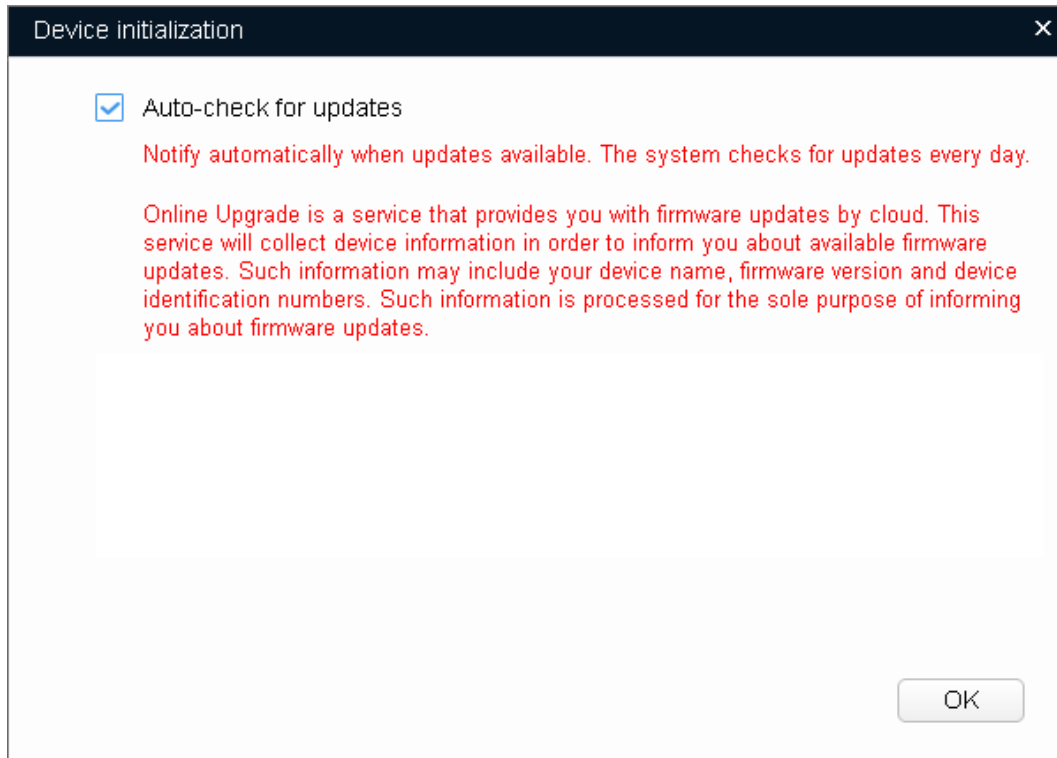 Device initialization
Auto-check for updates
Notify automatically when updates available. The system checks for updates every day.
Online Upgrade is a service that provides you with firmware updates by cloud. This
service will collect device information in order to inform you about available firmware
updates. Such information may include your device name, firmware version and device
identification numbers. Such information is processed for the sole purpose of informing
you about firmware updates.
OK